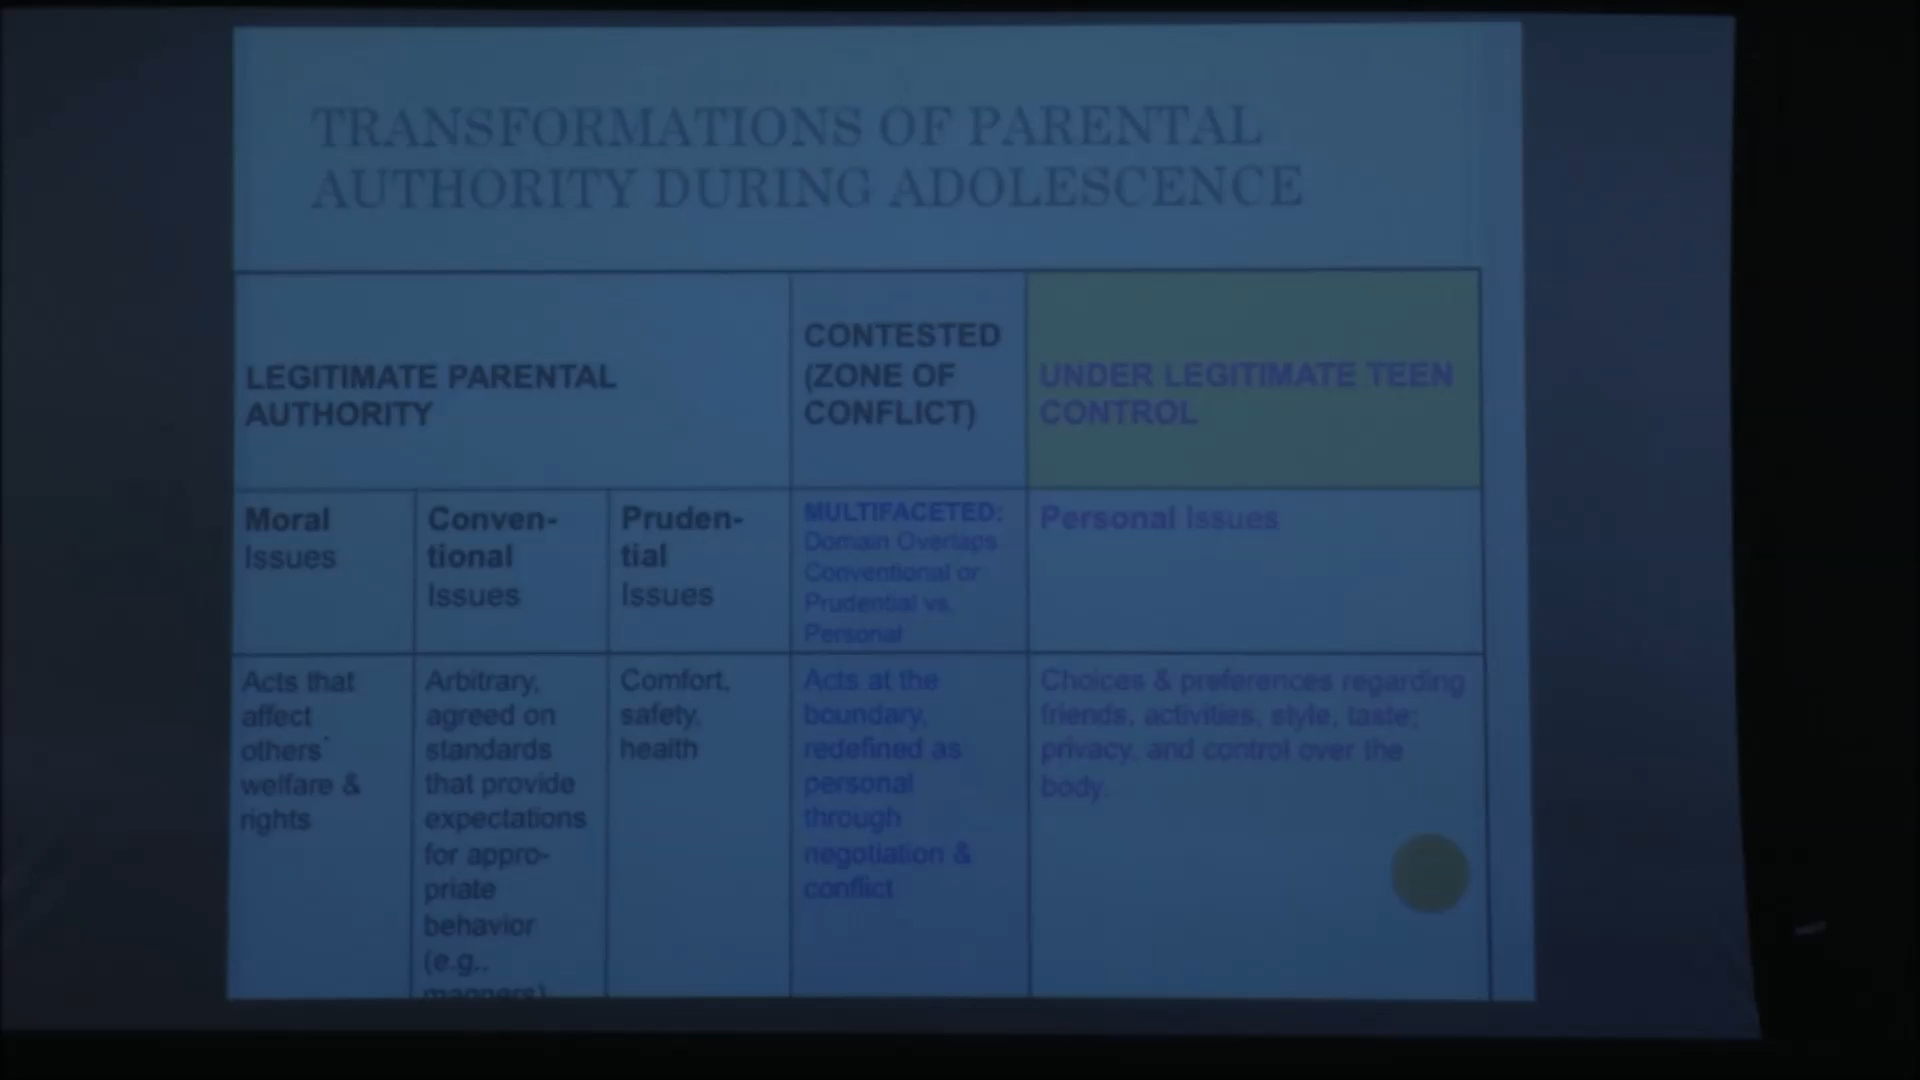 TRANSFORMATIONS OF PARENTAL
AUTHORITY DURING ADOLESCENCE
LEGITIMATE PARENTAL
AUTHORITY
CONTESTED
(ZONE OF
CONFLICT)
UNDER LEGITIMATE TEEN
CONTROL
Moral
Issues
Conven-
tional
Issues
Pruden-
tial
Issues
MULTIFACETED:
Domain Overlaps
Conventional or
Prudential vs.
Personal
Personal Issues
Acts that
affect
others'
welfare &
rights
Arbitrary,
agreed on
standards
that provide
expectations
for appro-
priate
behavior
(e.g.,
manners)
Comfort,
safety,
health
Acts at the
boundary,
redefined as
personal
through
negotiation &
conflict
Choices & preferences regarding
friends, activities, style, taste;
privacy, and control over the
body.